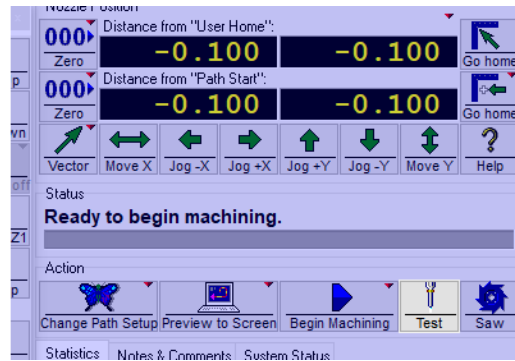 Nozzle Position
000
Distance from "User Home":
-0.100 -0.100
Zero
Go home
000
Distance from "Path Start":
-0.100 -0.100
Zero
Go home
Vector Move X Jog -X Jog +X Jog +Y Jog -Y Move Y Help
off
Status
Ready to begin machining.
Z1
Action
Change Path Setup Preview to Screen Begin Machining Test Saw
Statistics Notes & Comments System Status